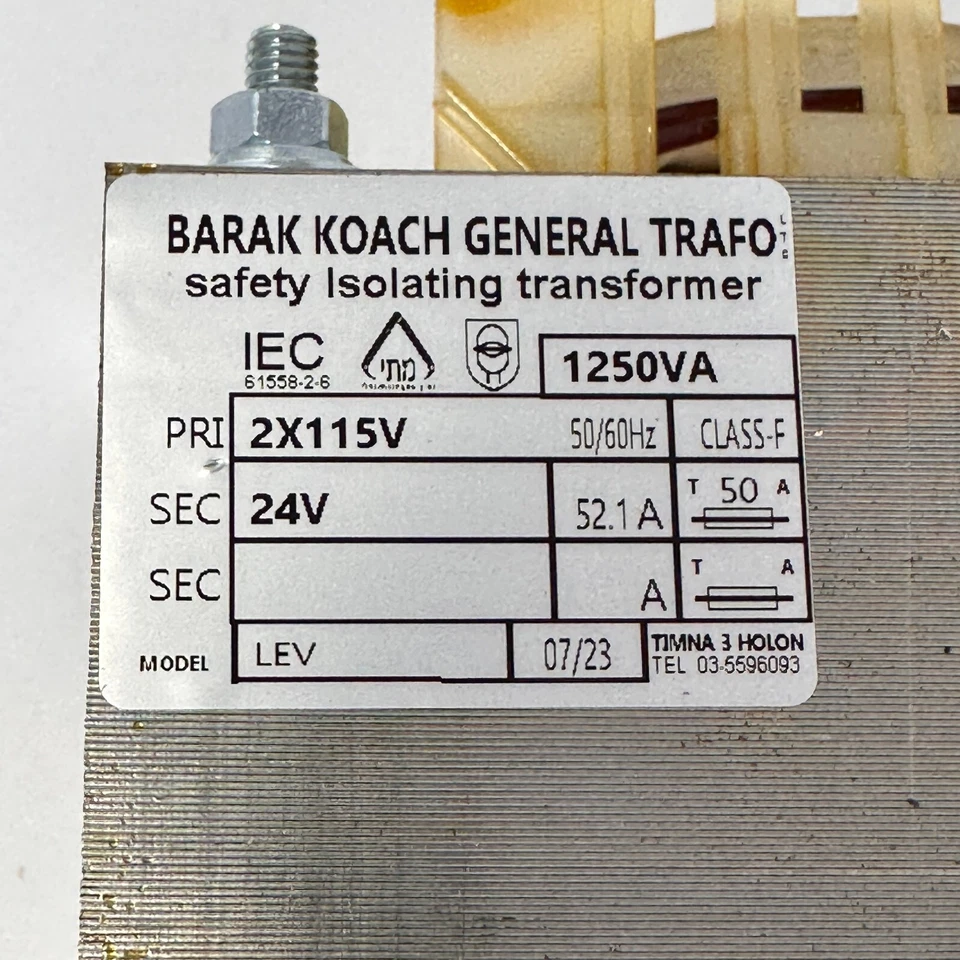 BARAK KOACH GENERAL TRAFO LTD
safety Isolating transformer
IEC
61558-2-6
מתי
1250VA
PRI 2X115V 50/60Hz CLASS-F
SEC 24V 52.1 A T 50 A
SEC A T A
MODEL LEV 07/23
TIMNA 3 HOLON
TEL 03-5596093